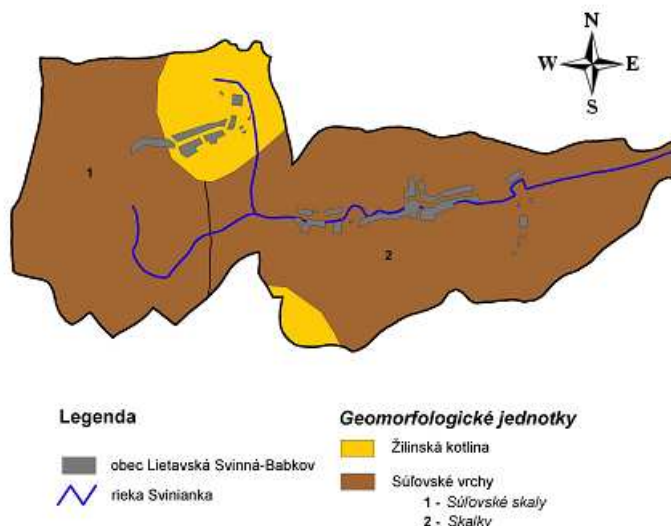 N
W E
S
1
2
Legenda
obec Lietavská Svinná-Babkov
rieka Svinianka
Geomorfologické jednotky
Žilinská kotlina
Súľovské vrchy
1 - Súľovské skaly
2 - Skalky